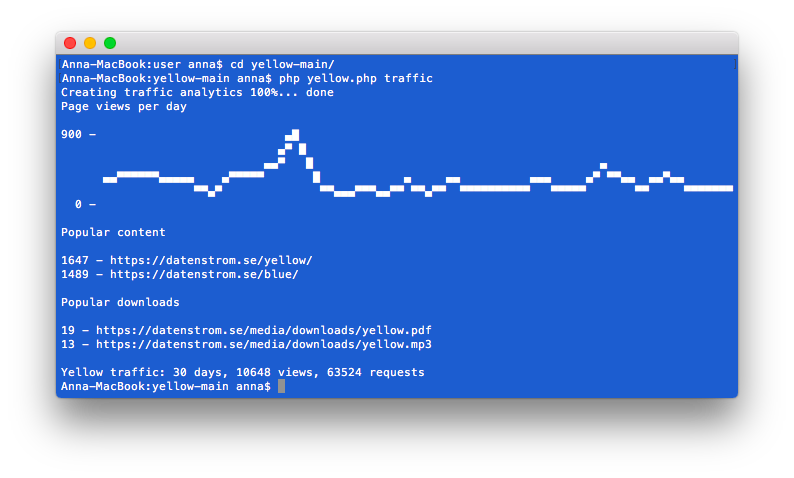 Anna-MacBook:user anna$ cd yellow-main/
Anna-MacBook:yellow-main anna$ php yellow.php traffic
Creating traffic analytics 100%... done
Page views per day
900 -
0 -
Popular content
1647 - https://datenstrom.se/yellow/
1489 - https://datenstrom.se/blue/
Popular downloads
19 - https://datenstrom.se/media/downloads/yellow.pdf
13 - https://datenstrom.se/media/downloads/yellow.mp3
Yellow traffic: 30 days, 10648 views, 63524 requests
Anna-MacBook:yellow-main anna$